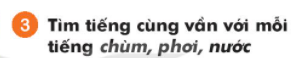 3 Tìm tiếng cùng vần với mỗi
tiếng chùm, phơi, nước